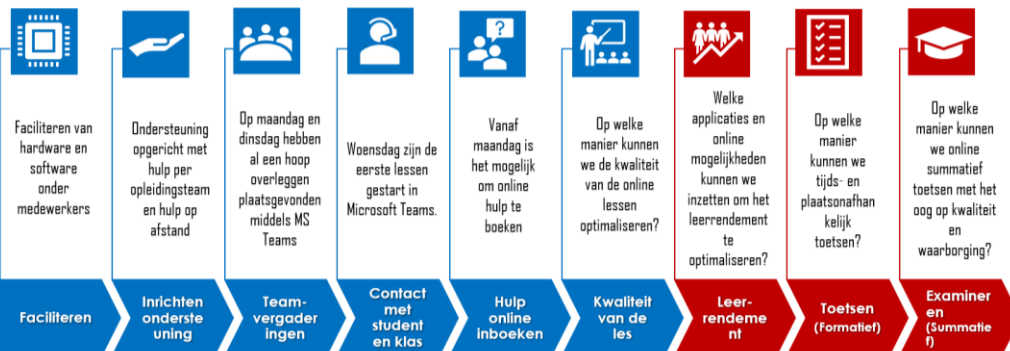 Faciliteren van
hardware en
software
onder
medewerkers
Ondersteuning
opgericht met
hulp per
opleidingsteam
en hulp op
afstand
Op maandag en
dinsdag hebben
al een hoop
overleggen
plaatsgevonden
middels MS
Teams
Woensdag zijn de
eerste lessen
gestart in
Microsoft Teams.
?
Vanaf
maandag is
het mogelijk
om online
hulp te
boeken
Op welke
manier kunnen
we de kwaliteit
van de online
lessen
optimaliseren?
Welke
applicaties en
online
mogelijkheden
kunnen we
inzetten om het
leerrendement
te
optimaliseren?
Op welke
manier
kunnen we
tijds- en
plaatsonafhan
kelijk
toetsen?
Op welke
manier kunnen
we online
summatief
toetsen met het
oog op kwaliteit
en
waarborging?
Faciliteren
Inrichten
onderste
uning
Team-
vergader
ingen
Contact
met
student
en klas
Hulp
online
inboeken
Kwaliteit
van de
les
Leer-
rendeme
nt
Toetsen
(Formatief)
Examiner
en
(Summatie
f)